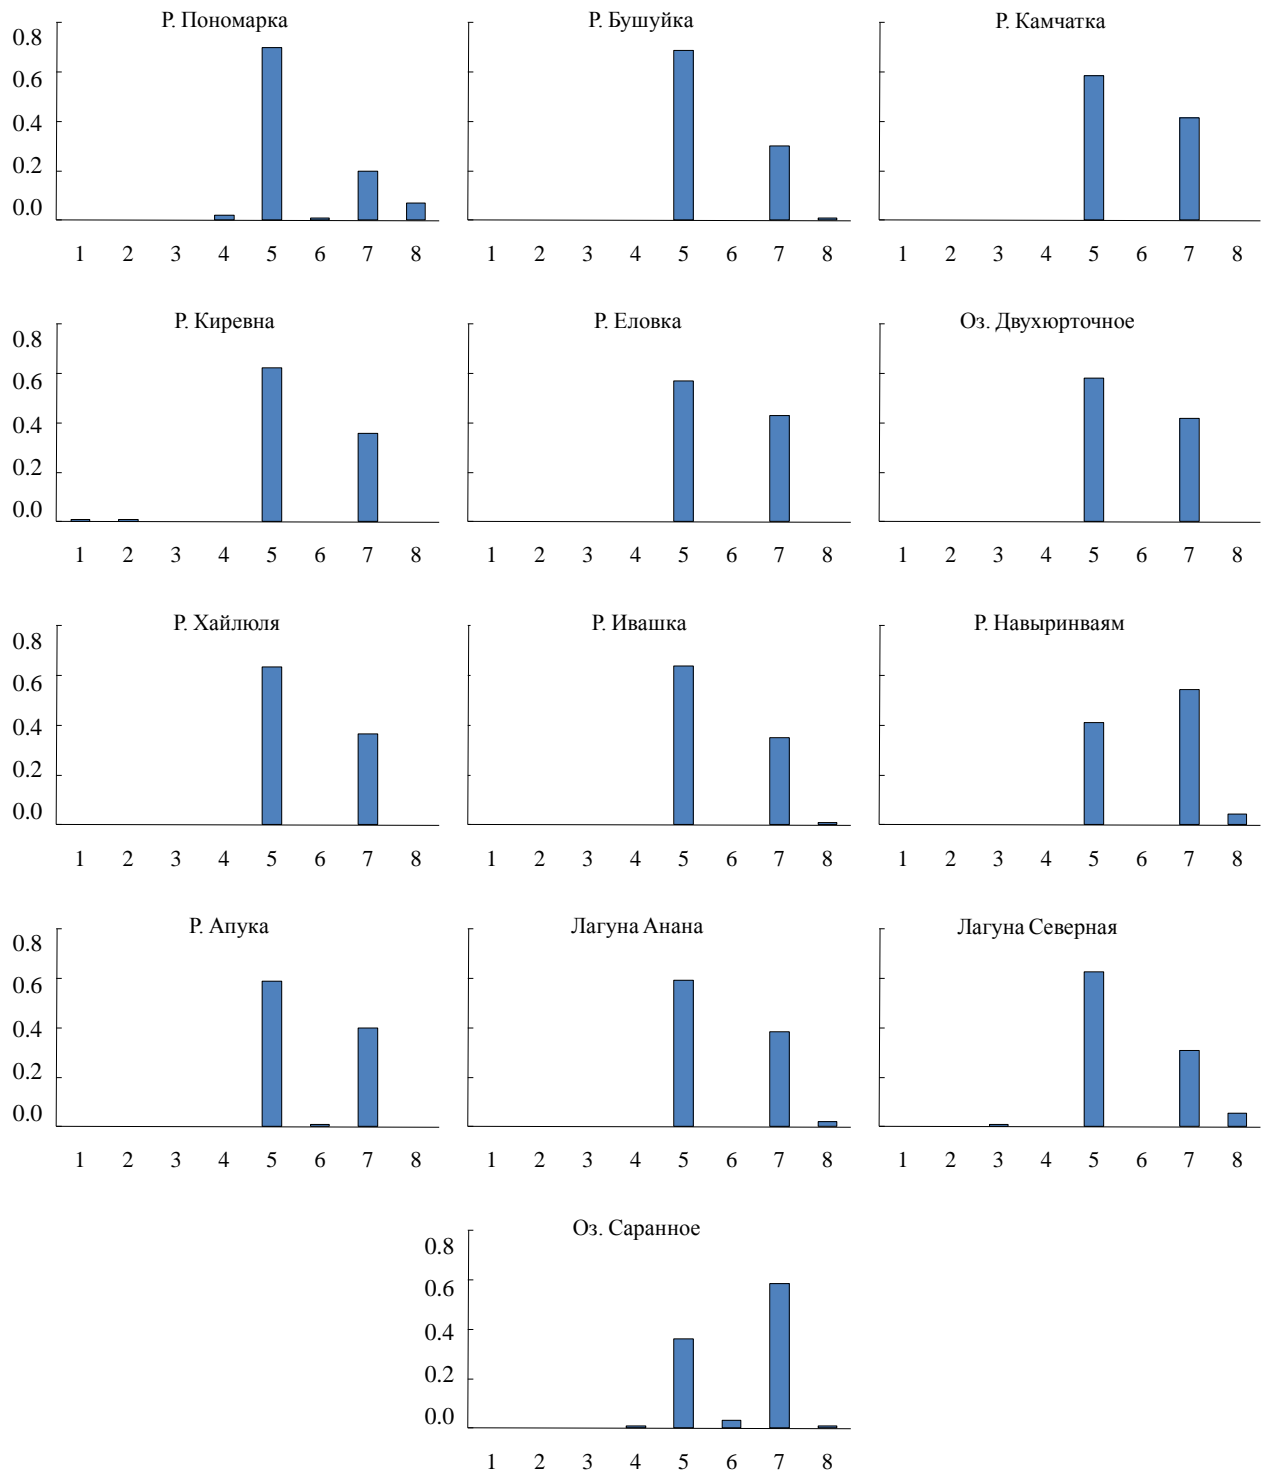 Р. Пономарка Р. Бушуйка Р. Камчатка
0.8
0.6
0.4
0.2
0.0
1 2 3 4 5 6 7 8 1 2 3 4 5 6 7 8 1 2 3 4 5 6 7 8
Р. Киревна Р. Еловка Оз. Двухюрточное
0.8
0.6
0.4
0.2
0.0
1 2 3 4 5 6 7 8 1 2 3 4 5 6 7 8 1 2 3 4 5 6 7 8
Р. Хайлюля Р. Ивашка Р. Навыринваям
0.8
0.6
0.4
0.2
0.0
1 2 3 4 5 6 7 8 1 2 3 4 5 6 7 8 1 2 3 4 5 6 7 8
Р. Апука Лагуна Анана Лагуна Северная
0.8
0.6
0.4
0.2
0.0
1 2 3 4 5 6 7 8 1 2 3 4 5 6 7 8 1 2 3 4 5 6 7 8
Оз. Саранное
0.8
0.6
0.4
0.2
0.0
1 2 3 4 5 6 7 8